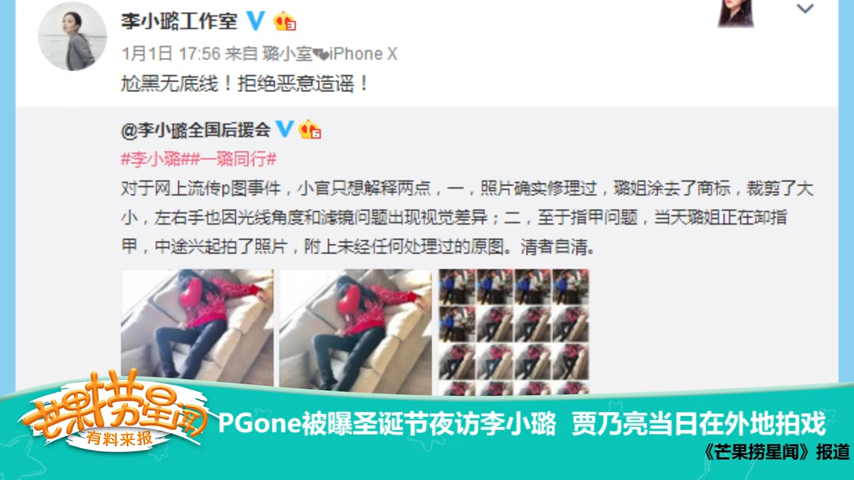 李小璐工作室
1月1日 17:56 来自 璐小室❤iPhone X
尬黑无底线！拒绝恶意造谣！
@李小璐全国后援会
#李小璐##一璐同行#
对于网上流传p图事件，小官只想解释两点，一，照片确实修理过，璐姐涂去了商标，裁剪了大
小，左右手也因光线角度和滤镜问题出现视觉差异；二，至于指甲问题，当天璐姐正在卸指
甲，中途兴起拍了照片，附上未经任何处理过的原图。清者自清。
芒果捞星闻
有料来报
PGone被曝圣诞节夜访李小璐 贾乃亮当日在外地拍戏
《芒果捞星闻》报道